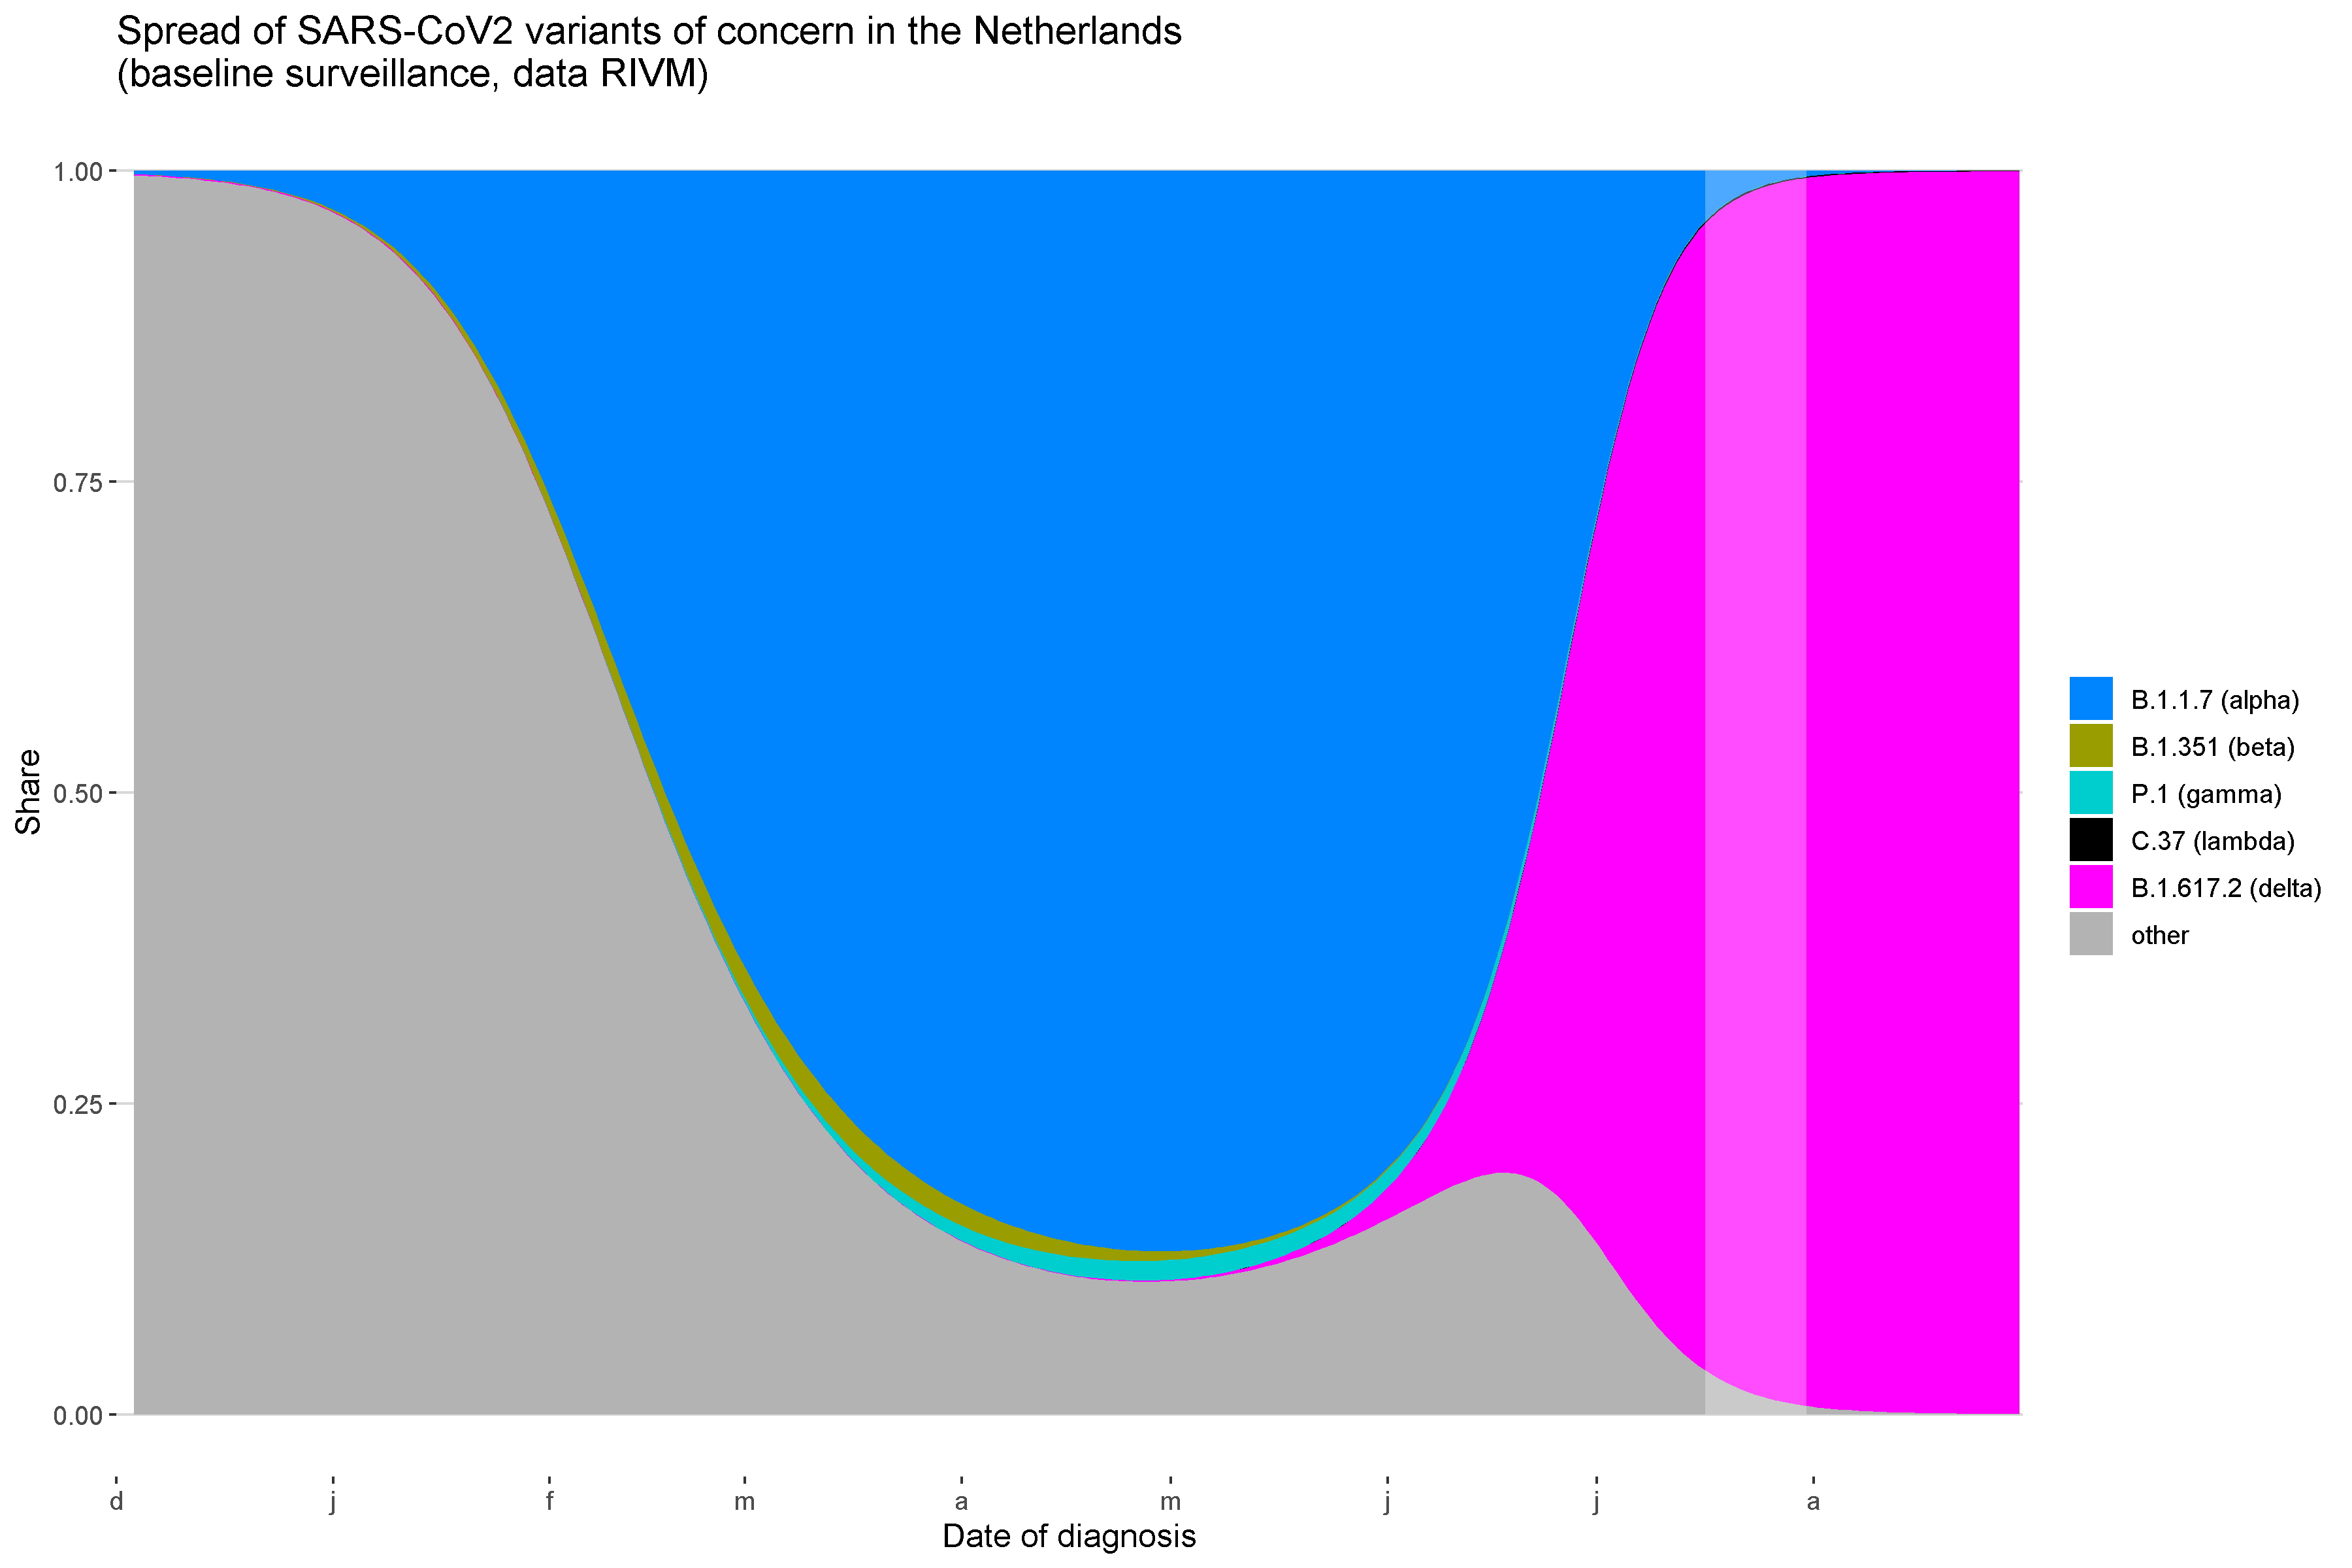 Spread of SARS-CoV2 variants of concern in the Netherlands
(baseline surveillance, data RIVM)
1.00
0.75
0.50
0.25
0.00
Share
d j f m a m j j a
Date of diagnosis
B.1.1.7 (alpha)
B.1.351 (beta)
P.1 (gamma)
C.37 (lambda)
B.1.617.2 (delta)
other